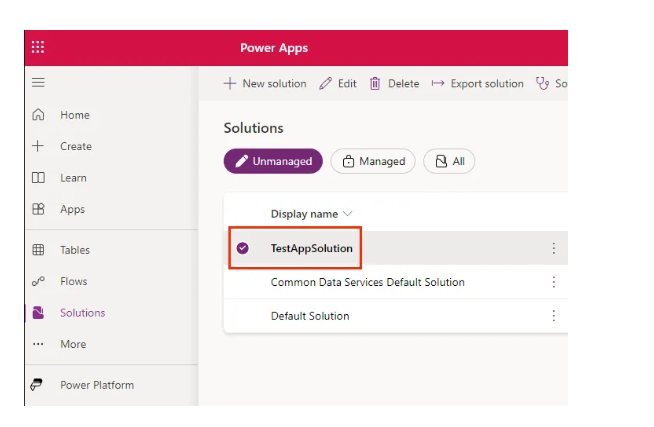 Power Apps
New solution Edit Delete Export solution So
Home
Create
Learn
Apps
Tables
Flows
Solutions
More
Power Platform
Solutions
Unmanaged Managed All
Display name
TestAppSolution
Common Data Services Default Solution
Default Solution